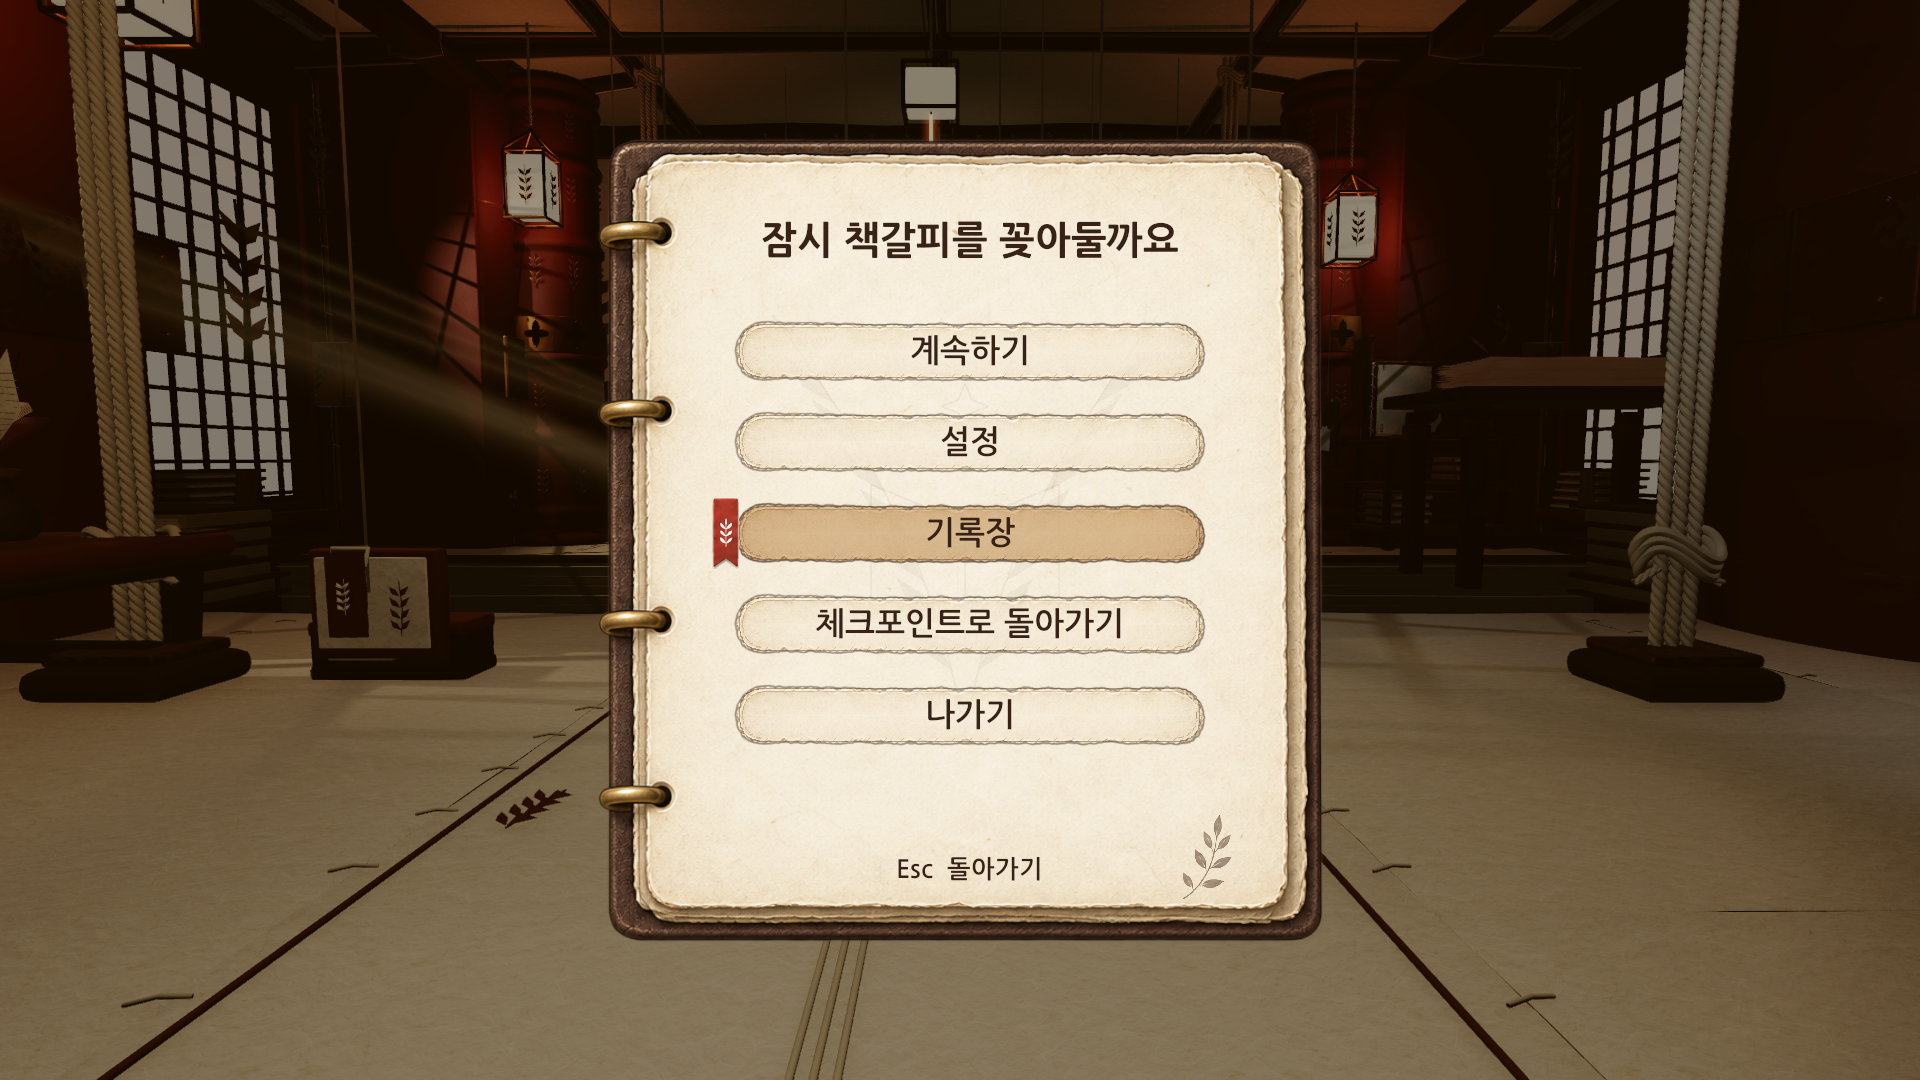 잠시 책갈피를 꽂아둘까요
계속하기
설정
기록장
체크포인트로 돌아가기
나가기
Esc 돌아가기